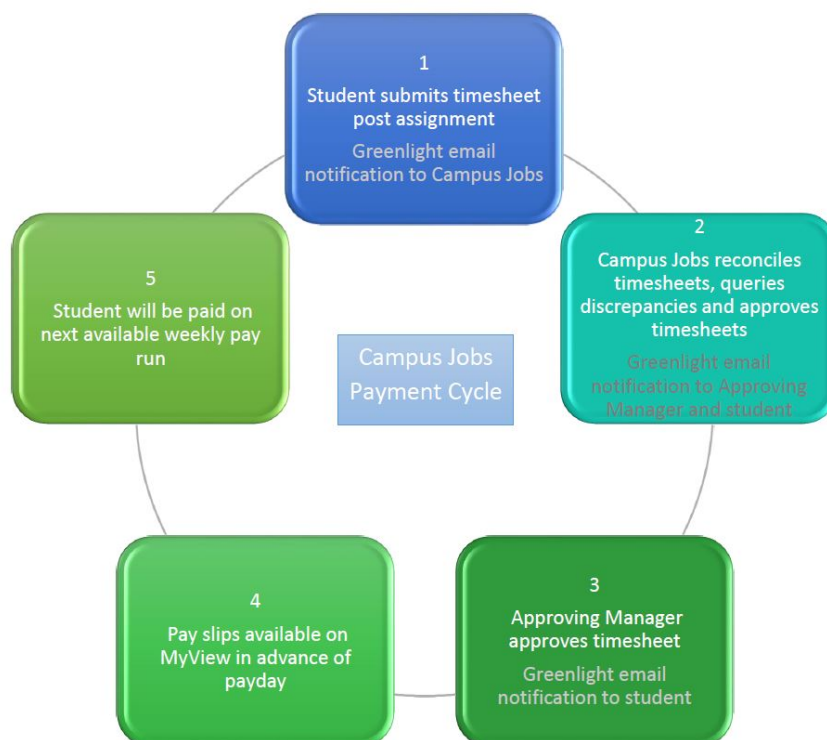 1
Student submits timesheet
post assignment
Greenlight email
notification to Campus Jobs
2
Campus Jobs reconciles
timesheets, queries
discrepancies and approves
timesheets
Greenlight email
notification to Approving
Manager and student
3
Approving Manager
approves timesheet
Greenlight email
notification to student
4
Pay slips available on
MyView in advance of
payday
5
Student will be paid on
next available weekly pay
run
Campus Jobs
Payment Cycle